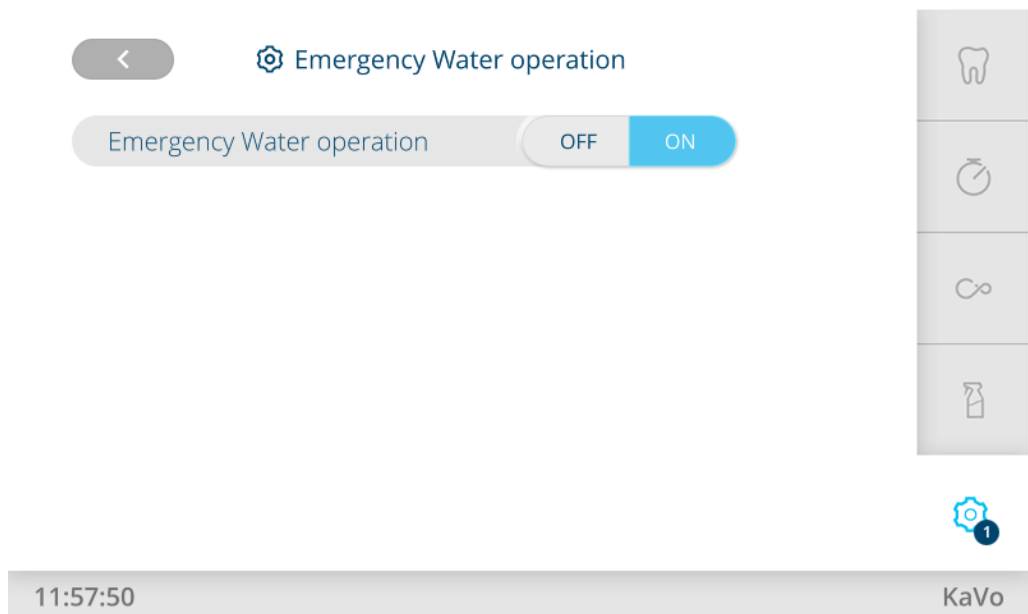 Emergency Water operation
Emergency Water operation OFF ON
1
11:57:50 KaVo